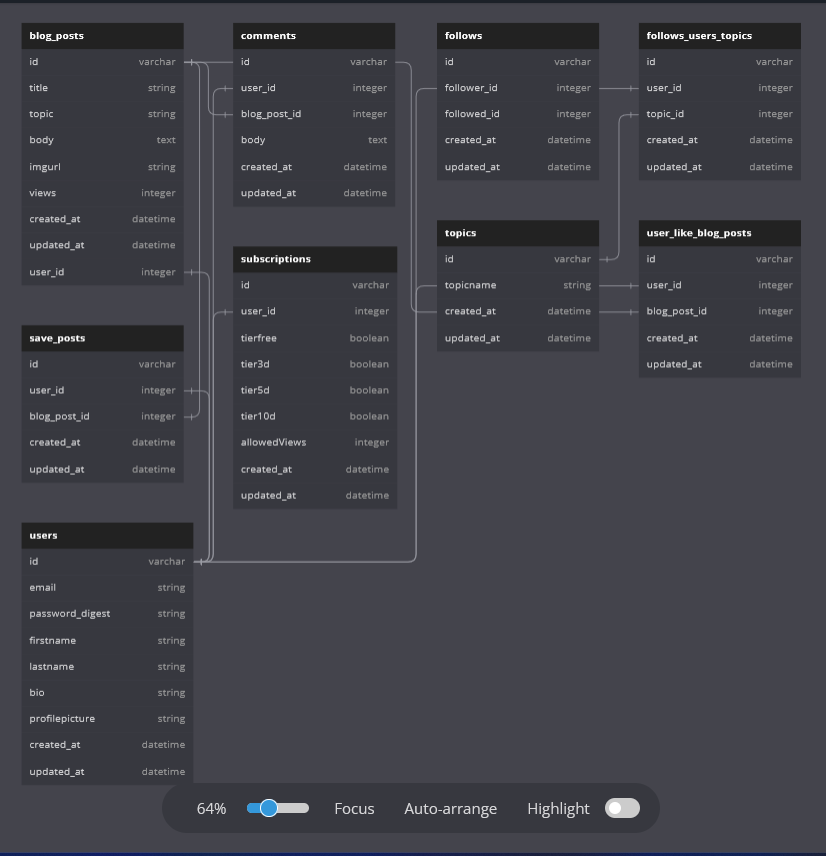 blog_posts
id varchar
title string
topic string
body text
imgurl string
views integer
created_at datetime
updated_at datetime
user_id integer
comments
id varchar
user_id integer
blog_post_id integer
body text
created_at datetime
updated_at datetime
follows
id varchar
follower_id integer
followed_id integer
created_at datetime
updated_at datetime
follows_users_topics
id varchar
user_id integer
topic_id integer
created_at datetime
updated_at datetime
subscriptions
id varchar
user_id integer
tierfree boolean
tier3d boolean
tier5d boolean
tier10d boolean
allowedViews integer
created_at datetime
updated_at datetime
topics
id varchar
topicname string
created_at datetime
updated_at datetime
user_like_blog_posts
id varchar
user_id integer
blog_post_id integer
created_at datetime
updated_at datetime
save_posts
id varchar
user_id integer
blog_post_id integer
created_at datetime
updated_at datetime
users
id varchar
email string
password_digest string
firstname string
lastname string
bio string
profilepicture string
created_at datetime
updated_at datetime
64% Focus Auto-arrange Highlight